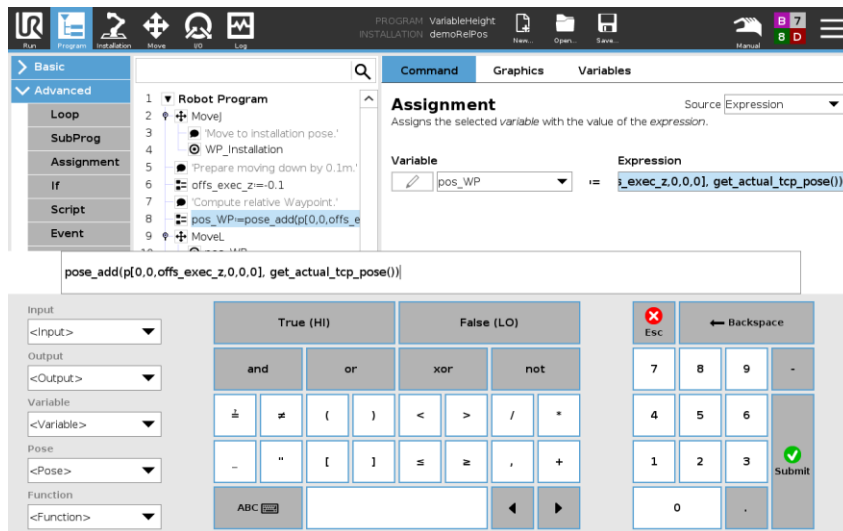 UR
PROGRAM VariableHeight
INSTALLATION demoRelPos
B 7
8 D
Run Program Installation Move I/O Log New... Open... Save... Manual
Basic
Advanced
Loop
SubProg
Assignment
If
Script
Event
1 Robot Program
2 MoveJ
3 'Move to installation pose.'
4 WP_Installation
5 'Prepare moving down by 0.1m.'
6 offs_exec_z:=-0.1
7 'Compute relative Waypoint.'
8 pos_WP:=pose_add(p[0,0,offs_e
9 MoveL
Command Graphics Variables
Assignment
Source Expression
Assigns the selected variable with the value of the expression.
Variable Expression
pos_WP := s_exec_z,0,0,0], get_actual_tcp_pose())
pose_add(p[0,0,offs_exec_z,0,0,0], get_actual_tcp_pose())
Input
<Input>
Output
<Output>
Variable
<Variable>
Pose
<Pose>
Function
<Function>
True (HI) False (LO)
and or xor not
≟ ≠ ( ) < > / *
_ " [ ] ≤ ≥ , +
ABC
Esc Backspace
7 8 9 -
4 5 6
1 2 3 Submit
0 .